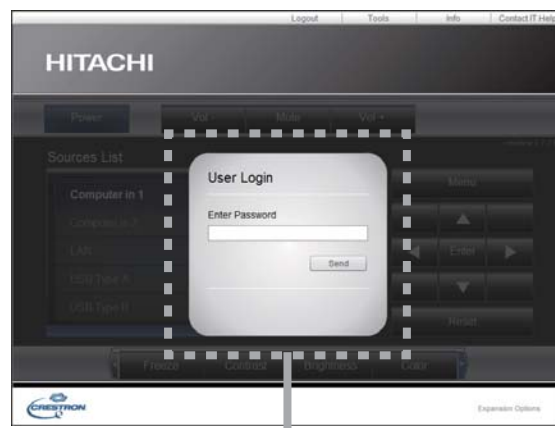 Logout Tools Info Contact IT Help
HITACHI
Power Vol - Mute Vol +
Sources List
Computer in 1
Computer in 2
LAN
USB Type A
USB Type B
User Login
Enter Password
Send
Menu
Enter
Reset
Freeze Contrast Brightness Color
CRESTRON
Expansion Options